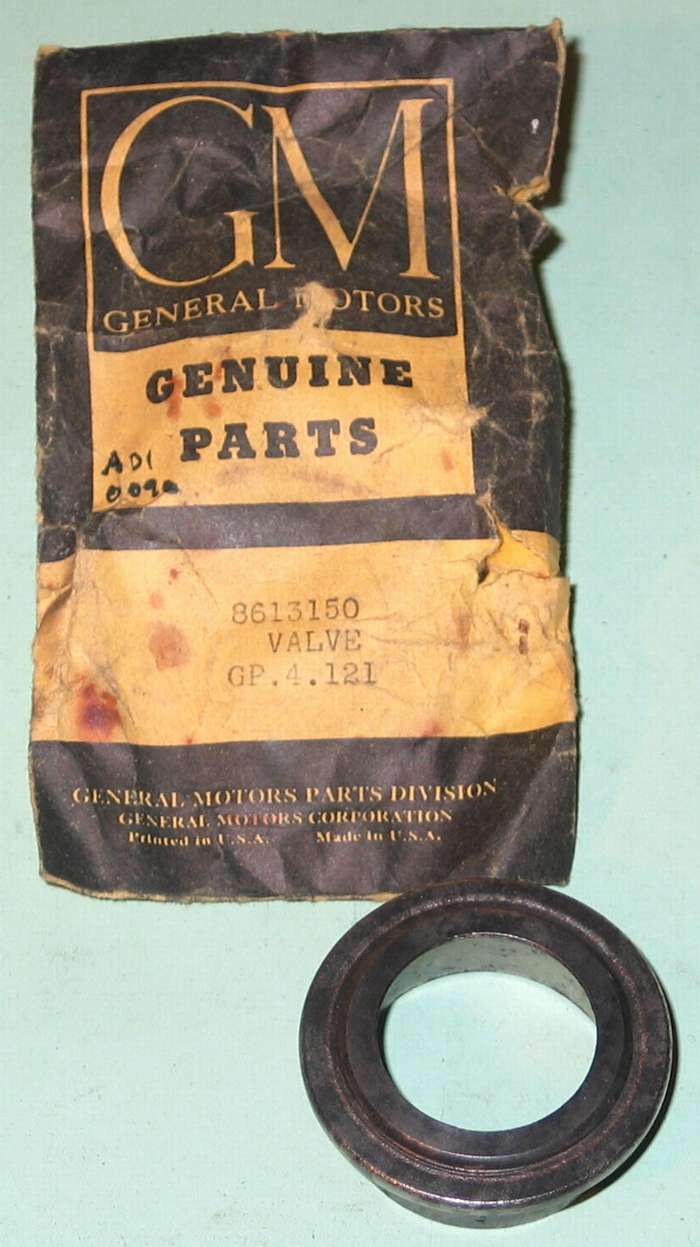 GM
GENERAL MOTORS
GENUINE
PARTS
AD1
009a
8613150
VALVE
GP.4.121
GENERAL MOTORS PARTS DIVISION
GENERAL MOTORS CORPORATION
Printed in U.S.A. Made in U.S.A.